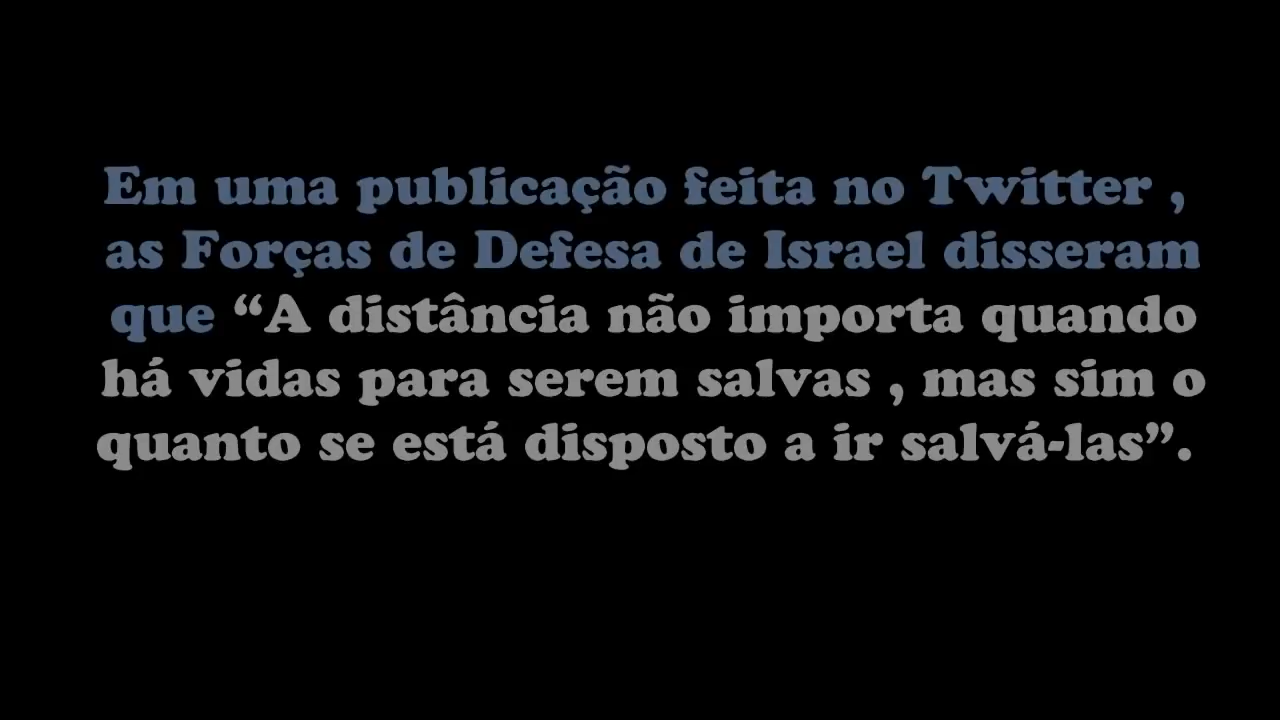 Em uma publicação feita no Twitter ,
as Forças de Defesa de Israel disseram
que “A distância não importa quando
há vidas para serem salvas , mas sim o
quanto se está disposto a ir salvá-las”.